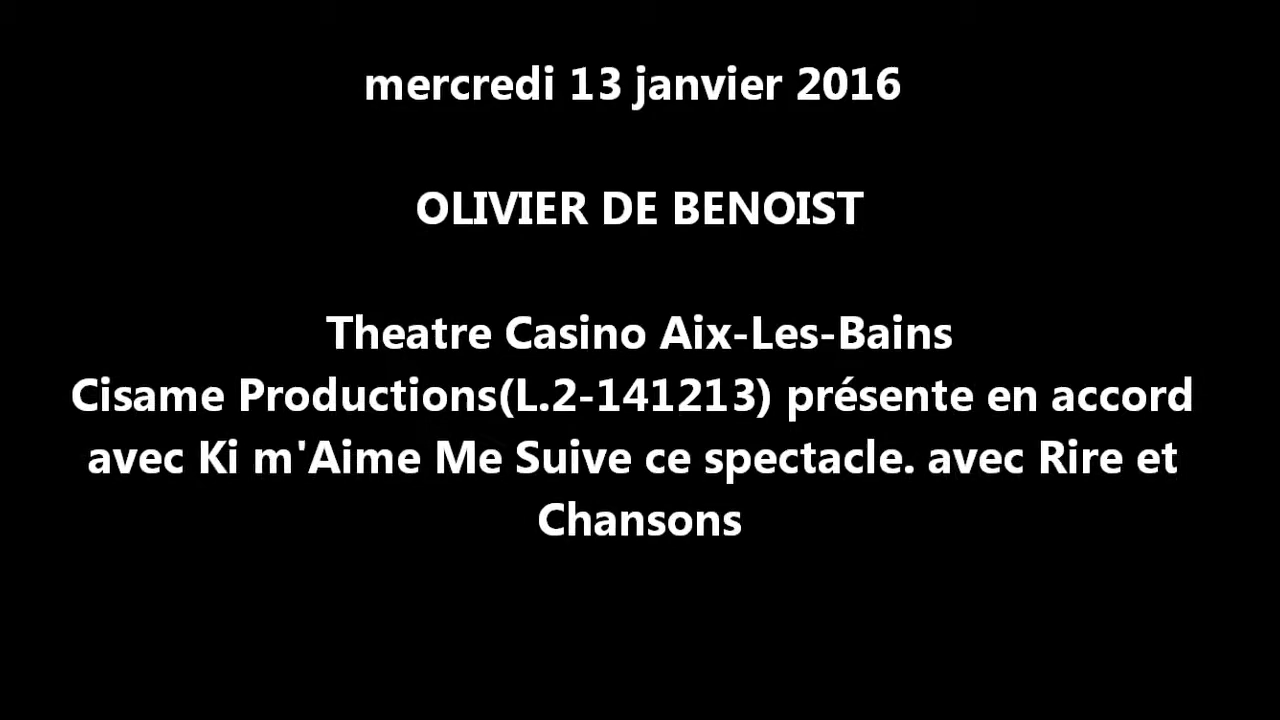 mercredi 13 janvier 2016
OLIVIER DE BENOIST
Theatre Casino Aix-Les-Bains
Cisame Productions(L.2-141213) présente en accord
avec Ki m'Aime Me Suive ce spectacle. avec Rire et
Chansons